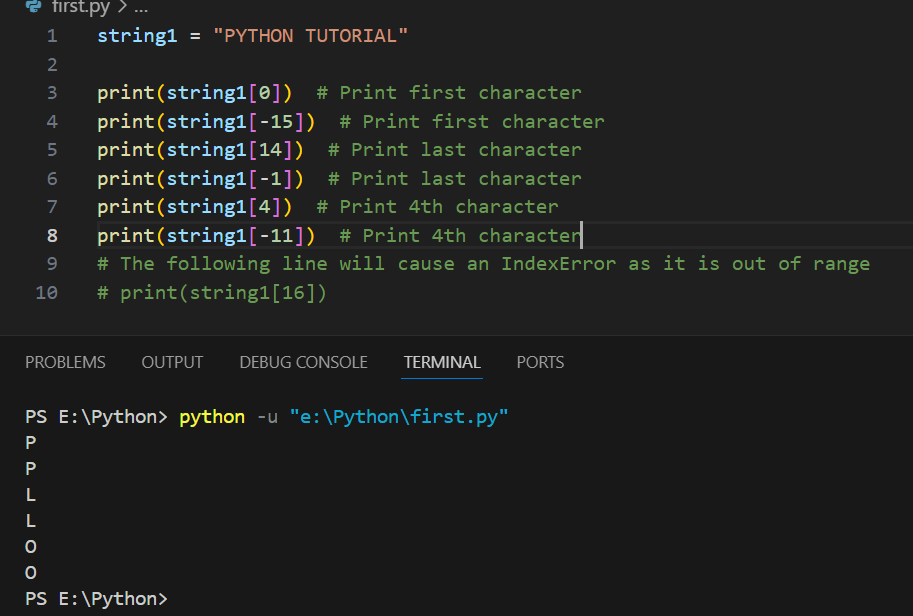 first.py > ...
1 string1 = "PYTHON TUTORIAL"
2
3 print(string1[0])  # Print first character
4 print(string1[-15])  # Print first character
5 print(string1[14])  # Print last character
6 print(string1[-1])  # Print last character
7 print(string1[4])  # Print 4th character
8 print(string1[-11])  # Print 4th character
9 # The following line will cause an IndexError as it is out of range
10 # print(string1[16])
PROBLEMS OUTPUT DEBUG CONSOLE TERMINAL PORTS
PS E:\Python> python -u "e:\Python\first.py"
P
P
L
L
O
O
PS E:\Python>